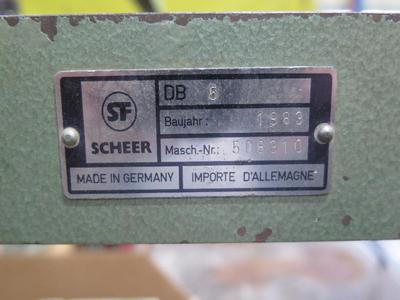 SF
SCHEER
DB 6
Baujahr: 1983
Masch.-Nr.: 508310
MADE IN GERMANY
IMPORTE D'ALLEMAGNE